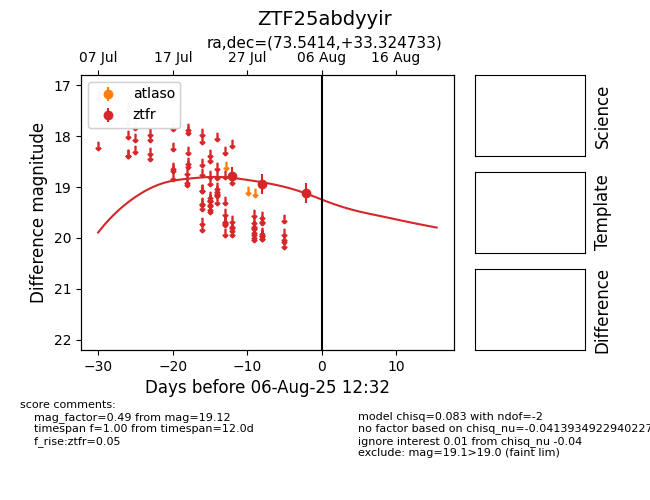 ZTF25abdyyir
ra,dec=(73.5414,+33.324733)
07 Jul 17 Jul 27 Jul 06 Aug 16 Aug
atlaso
ztfr
17
18
19
20
21
22
Difference magnitude
−30 −20 −10 0 10
Days before 06-Aug-25 12:32
Science
Template
Difference
score comments:
mag_factor=0.49 from mag=19.12
timespan f=1.00 from timespan=12.0d
f_rise:ztfr=0.05
model chisq=0.083 with ndof=-2
no factor based on chisq_nu=-0.0413934922940227
ignore interest 0.01 from chisq_nu -0.04
exclude: mag=19.1>19.0 (faint lim)